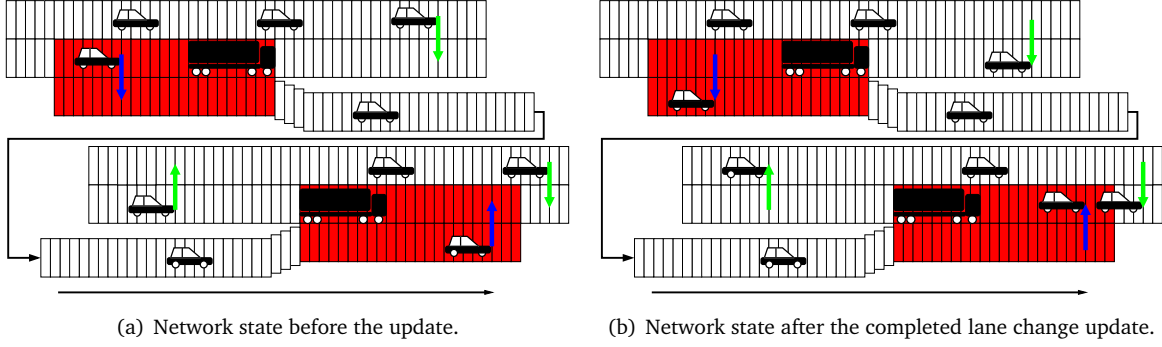 (a) Network state before the update.
(b) Network state after the completed lane change update.